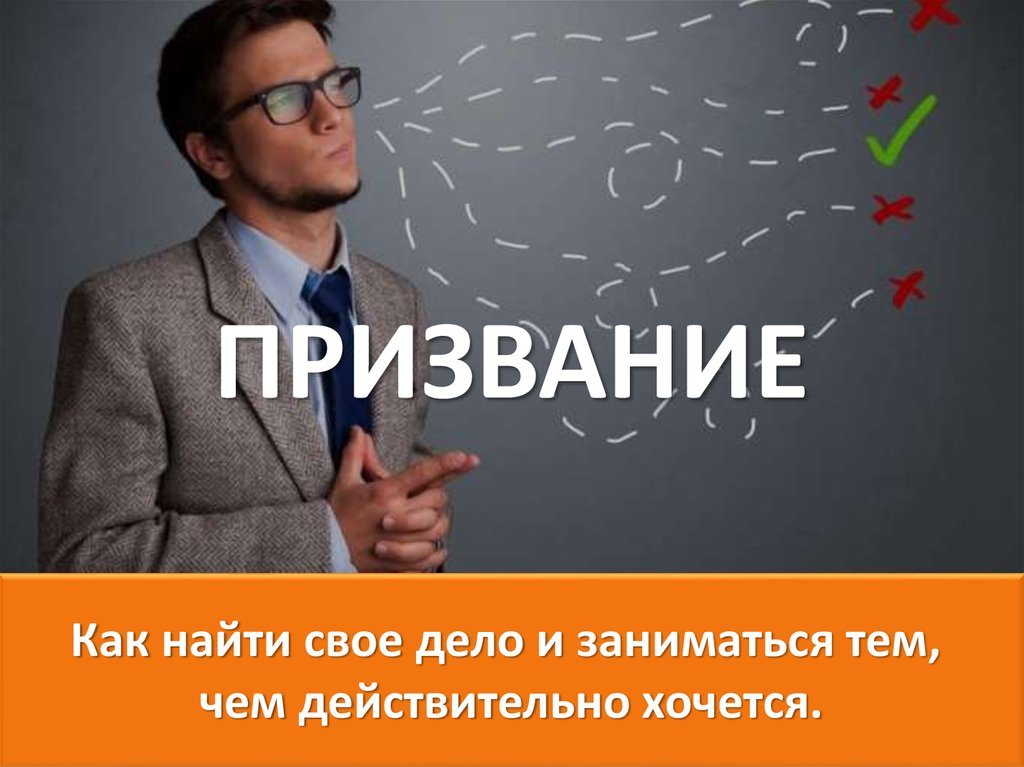 ПРИЗВАНИЕ
Как найти свое дело и заниматься тем,
чем действительно хочется.